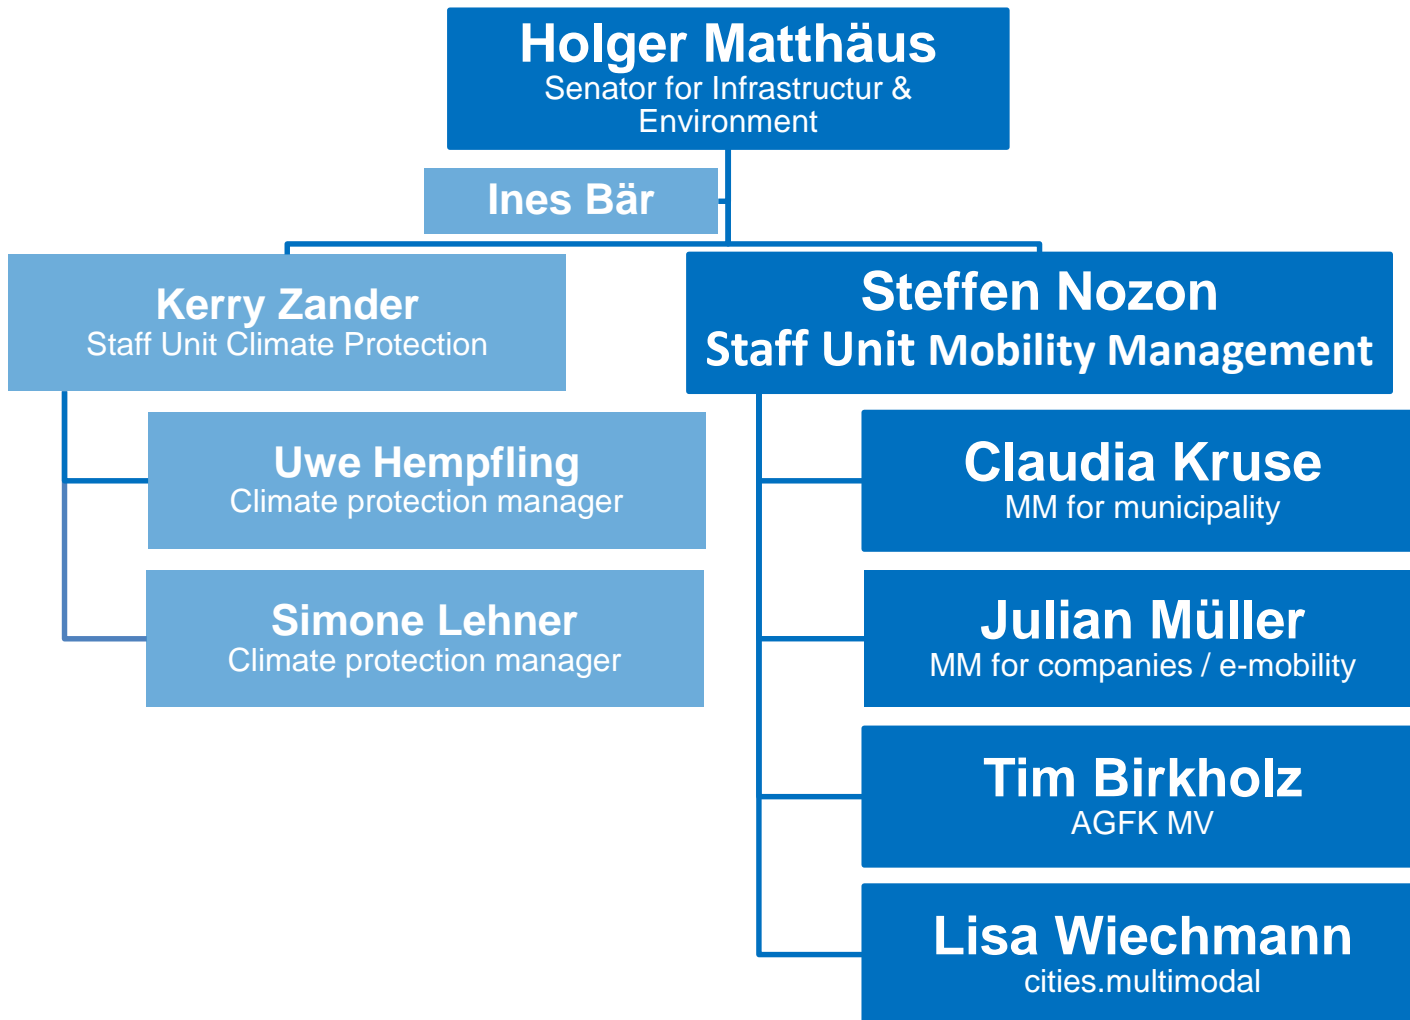 Holger Matthäus
Senator for Infrastructur &
Environment
Ines Bär
Kerry Zander
Staff Unit Climate Protection
Steffen Nozon
Staff Unit Mobility Management
Uwe Hempfling
Climate protection manager
Simone Lehner
Climate protection manager
Claudia Kruse
MM for municipality
Julian Müller
MM for companies / e-mobility
Tim Birkholz
AGFK MV
Lisa Wiechmann
cities.multimodal